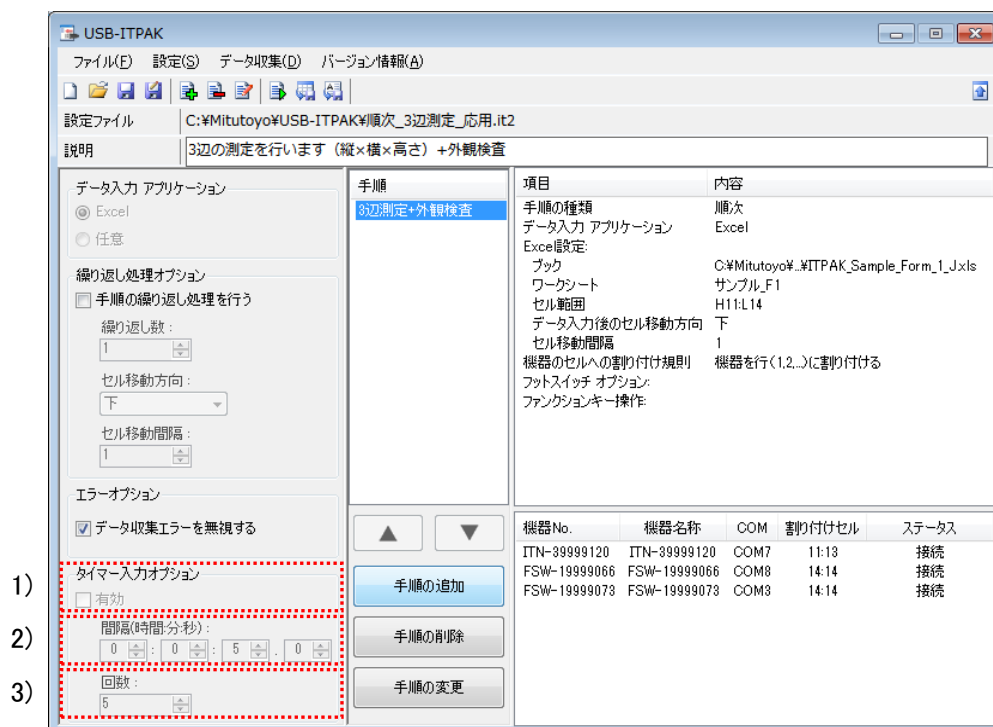 USB-ITPAK
ファイル(F) 設定(S) データ収集(D) バージョン情報(A)
設定ファイル C:¥Mitutoyo¥USB-ITPAK¥順次_3辺測定_応用.it2
説明 3辺の測定を行います（縦×横×高さ）+外観検査
データ入力 アプリケーション
Excel
任意
繰り返し処理オプション
手順の繰り返し処理を行う
繰り返し数：
1
セル移動方向：
下
セル移動間隔：
1
エラーオプション
データ収集エラーを無視する
1) タイマー入力オプション
有効
2) 間隔(時間:分:秒)：
0 : 0 : 5 . 0
3) 回数：
5
手順
3辺測定+外観検査
▲ ▼
手順の追加
手順の削除
手順の変更
項目 内容
手順の種類 順次
データ入力 アプリケーション Excel
Excel設定:
ブック C:¥Mitutoyo¥...¥ITPAK_Sample_Form_1_J.xls
ワークシート サンプル_F1
セル範囲 H11:L14
データ入力後のセル移動方向 下
セル移動間隔 1
機器のセルへの割り付け規則 機器を行(1,2,...)に割り付ける
フットスイッチ オプション:
ファンクションキー操作:
機器No. 機器名称 COM 割り付けセル ステータス
ITN-39999120 ITN-39999120 COM7 11:13 接続
FSW-19999066 FSW-19999066 COM8 14:14 接続
FSW-19999073 FSW-19999073 COM3 14:14 接続